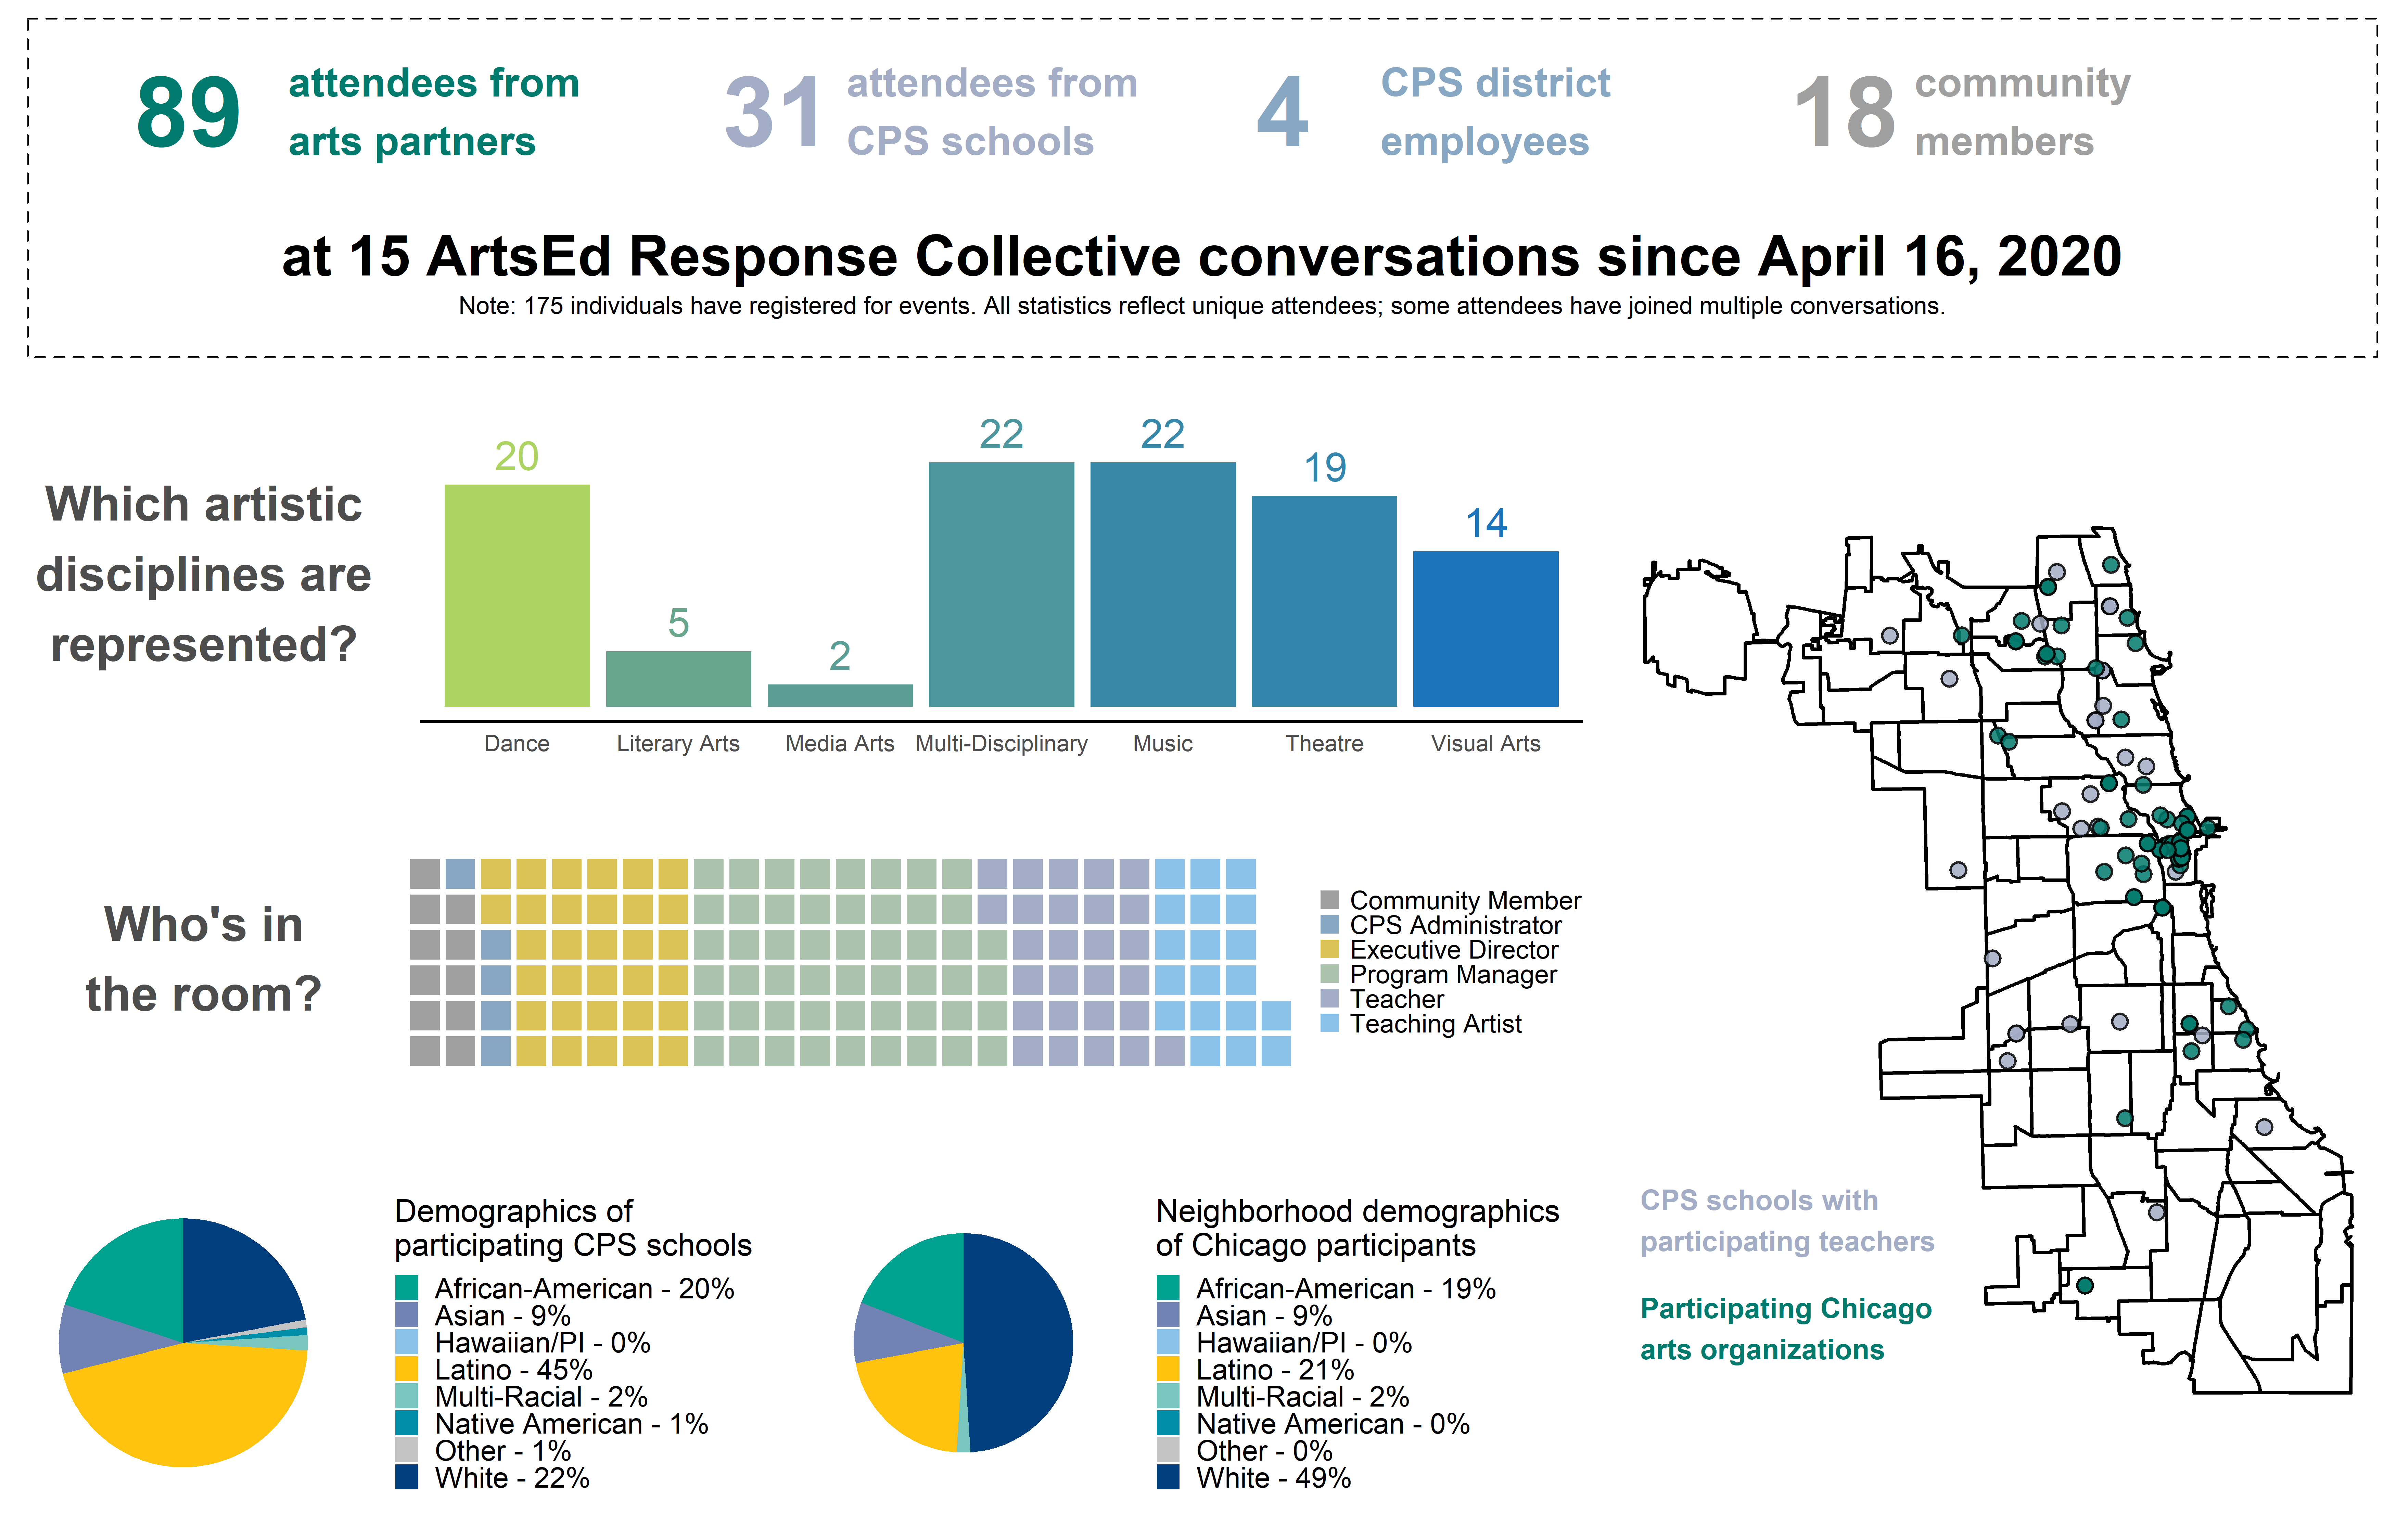 89 attendees from arts partners
31 attendees from CPS schools
4 CPS district employees
18 community members
at 15 ArtsEd Response Collective conversations since April 16, 2020
Note: 175 individuals have registered for events. All statistics reflect unique attendees; some attendees have joined multiple conversations.
Which artistic
disciplines are
represented?
20
5
2
22
22
19
14
Dance
Literary Arts
Media Arts
Multi-Disciplinary
Music
Theatre
Visual Arts
Who's in
the room?
Community Member
CPS Administrator
Executive Director
Program Manager
Teacher
Teaching Artist
Demographics of
participating CPS schools
African-American - 20%
Asian - 9%
Hawaiian/PI - 0%
Latino - 45%
Multi-Racial - 2%
Native American - 1%
Other - 1%
White - 22%
Neighborhood demographics
of Chicago participants
African-American - 19%
Asian - 9%
Hawaiian/PI - 0%
Latino - 21%
Multi-Racial - 2%
Native American - 0%
Other - 0%
White - 49%
CPS schools with
participating teachers
Participating Chicago
arts organizations